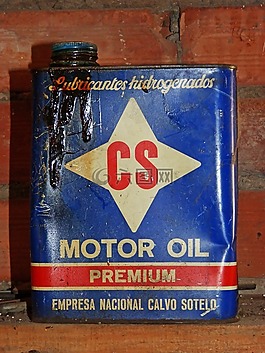 Lubricantes hidrogenados
CS
MOTOR OIL
PREMIUM
EMPRESA NACIONAL CALVO SOTELO